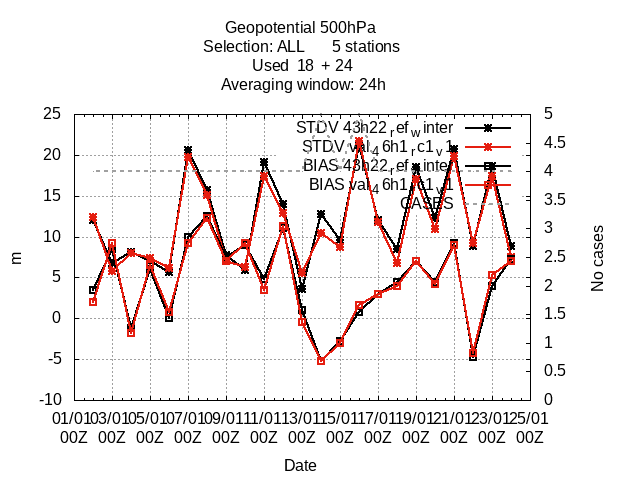 Geopotential 500hPa
Selection: ALL 5 stations
Used 18 + 24
Averaging window: 24h
STDV 43h22refwinter
STDV val46h1rc1v1
BIAS 43h22refwinter
BIAS val46h1rc1v1
CASES
25
20
15
10
5
0
-5
-10
m
5
4.5
4
3.5
3
2.5
2
1.5
1
0.5
0
No cases
01/01 03/01 05/01 07/01 09/01 11/01 13/01 15/01 17/01 19/01 21/01 23/01 25/01
00Z 00Z 00Z 00Z 00Z 00Z 00Z 00Z 00Z 00Z 00Z 00Z 00Z
Date